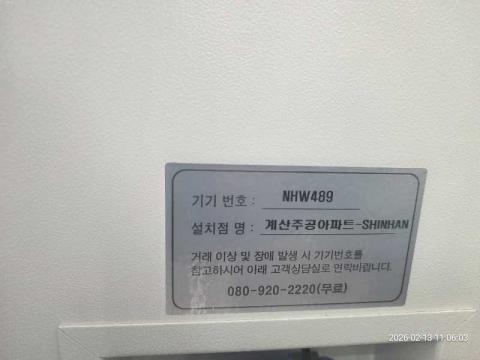 기기 번호 : NHW489
설치점 명 : 계산주공아파트-SHINHAN
거래 이상 및 장애 발생 시 기기번호를
참고하시어 아래 고객상담실로 연락바랍니다.
080-920-2220(무료)
2026-02-13 11:06:03